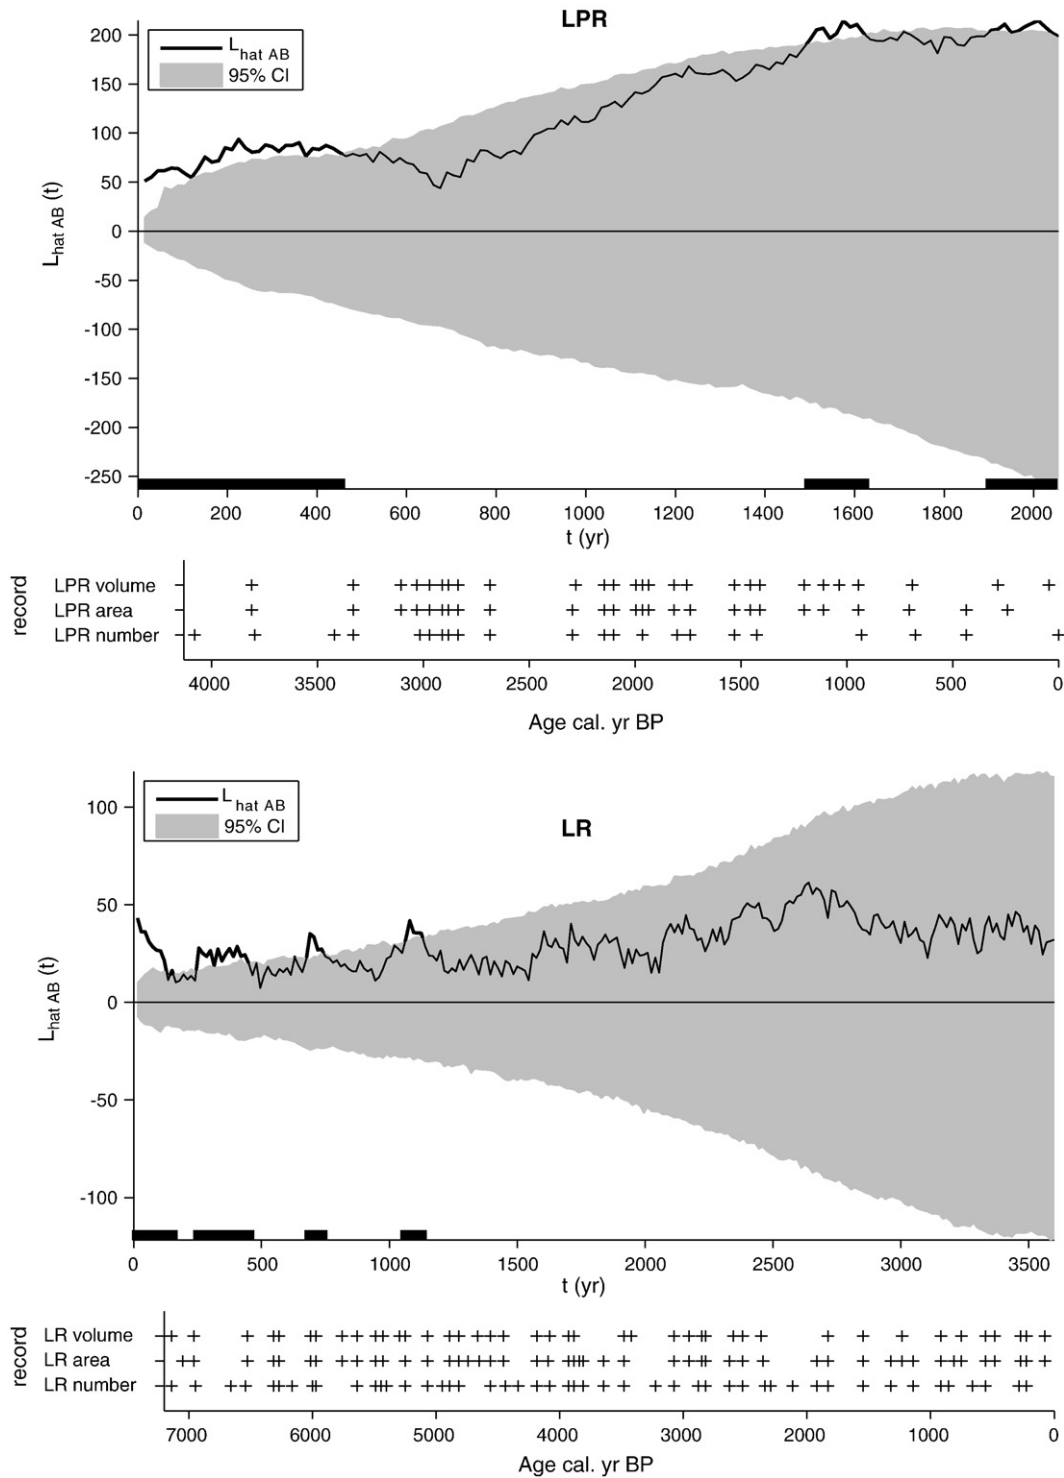 LPR
L hat AB
95% CI
200
150
100
50
0
-50
-100
-150
-200
-250
L hat AB (t)
0 200 400 600 800 1000 1200 1400 1600 1800 2000
t (yr)
record
LPR volume
LPR area
LPR number
4000 3500 3000 2500 2000 1500 1000 500 0
Age cal. yr BP
L hat AB
95% CI
LR
100
50
0
-50
-100
L hat AB (t)
0 500 1000 1500 2000 2500 3000 3500
t (yr)
record
LR volume
LR area
LR number
7000 6000 5000 4000 3000 2000 1000 0
Age cal. yr BP